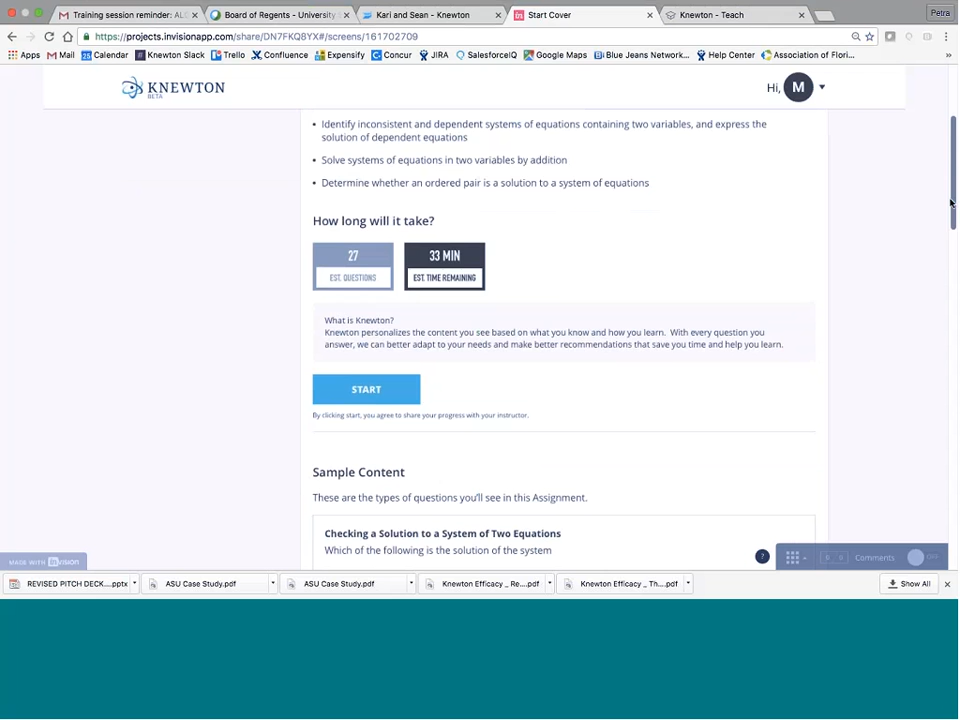 Training session reminder: AL
Board of Regents - University
Kari and Sean - Knewton
Start Cover
Knewton - Teach
Petra
https://projects.invisionapp.com/share/DN7FKQ8YX#/screens/161702709
Apps
Mail
Calendar
Knewton Slack
Trello
Confluence
Expensify
Concur
JIRA
SalesforceIQ
Google Maps
Blue Jeans Network...
Help Center
Association of Flori...
KNEWTON
BETA
Hi, M
• Identify inconsistent and dependent systems of equations containing two variables, and express the
solution of dependent equations
• Solve systems of equations in two variables by addition
• Determine whether an ordered pair is a solution to a system of equations
How long will it take?
27
EST. QUESTIONS
33 MIN
EST. TIME REMAINING
What is Knewton?
Knewton personalizes the content you see based on what you know and how you learn. With every question you
answer, we can better adapt to your needs and make better recommendations that save you time and help you learn.
START
By clicking start, you agree to share your progress with your instructor.
Sample Content
These are the types of questions you'll see in this Assignment.
Checking a Solution to a System of Two Equations
Which of the following is the solution of the system
MADE WITH invision
?
Comments
REVISED PITCH DECK....pptx
ASU Case Study.pdf
ASU Case Study.pdf
Knewton Efficacy _ Re....pdf
Knewton Efficacy _ Th....pdf
Show All